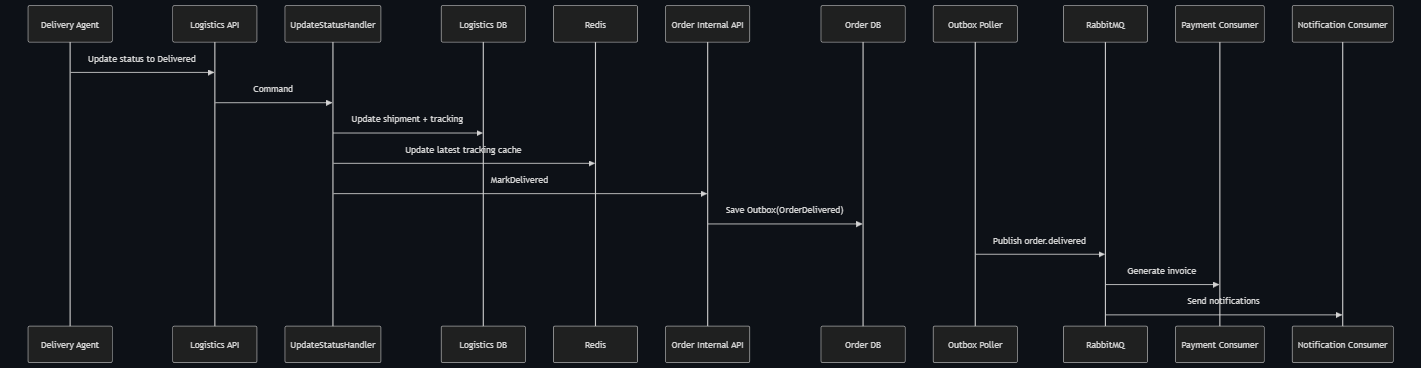 Delivery Agent
Logistics API
UpdateStatusHandler
Logistics DB
Redis
Order Internal API
Order DB
Outbox Poller
RabbitMQ
Payment Consumer
Notification Consumer
Update status to Delivered
Command
Update shipment + tracking
Update latest tracking cache
MarkDelivered
Save Outbox(OrderDelivered)
Publish order.delivered
Generate invoice
Send notifications
Delivery Agent
Logistics API
UpdateStatusHandler
Logistics DB
Redis
Order Internal API
Order DB
Outbox Poller
RabbitMQ
Payment Consumer
Notification Consumer